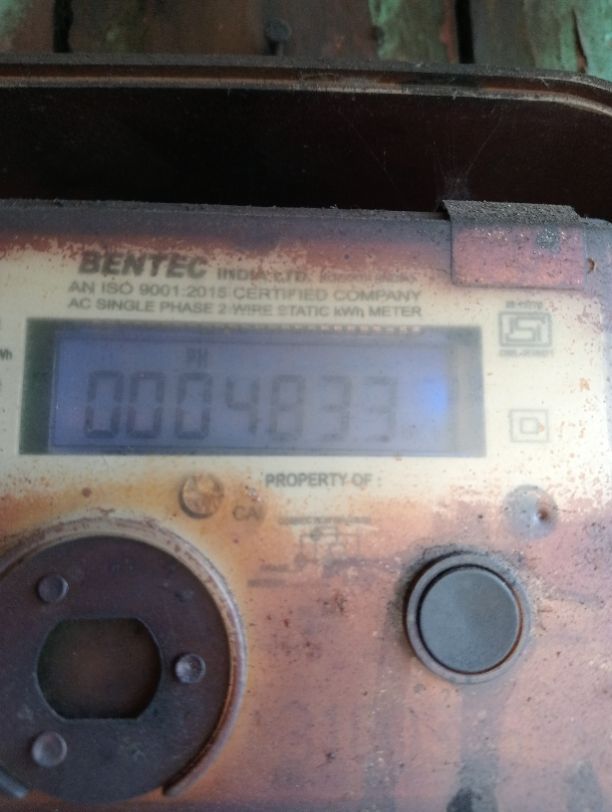 BENTEC INDIA LTD.
AN ISO 9001:2015 CERTIFIED COMPANY
AC SINGLE PHASE 2 WIRE STATIC kWh METER
0004833
PROPERTY OF :
CAL